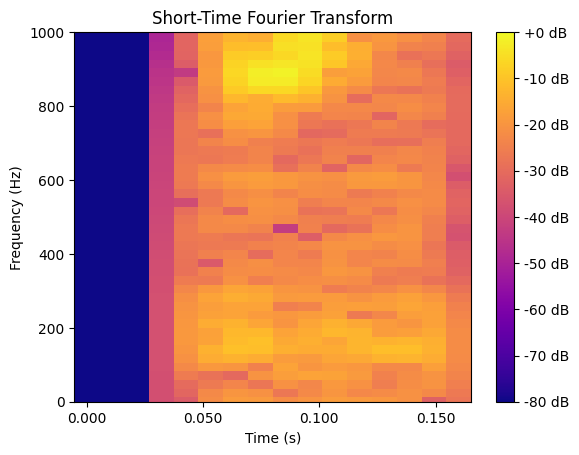 Short-Time Fourier Transform
1000
800
600
400
200
0
Frequency (Hz)
0.000
0.050
0.100
0.150
Time (s)
+0 dB
-10 dB
-20 dB
-30 dB
-40 dB
-50 dB
-60 dB
-70 dB
-80 dB